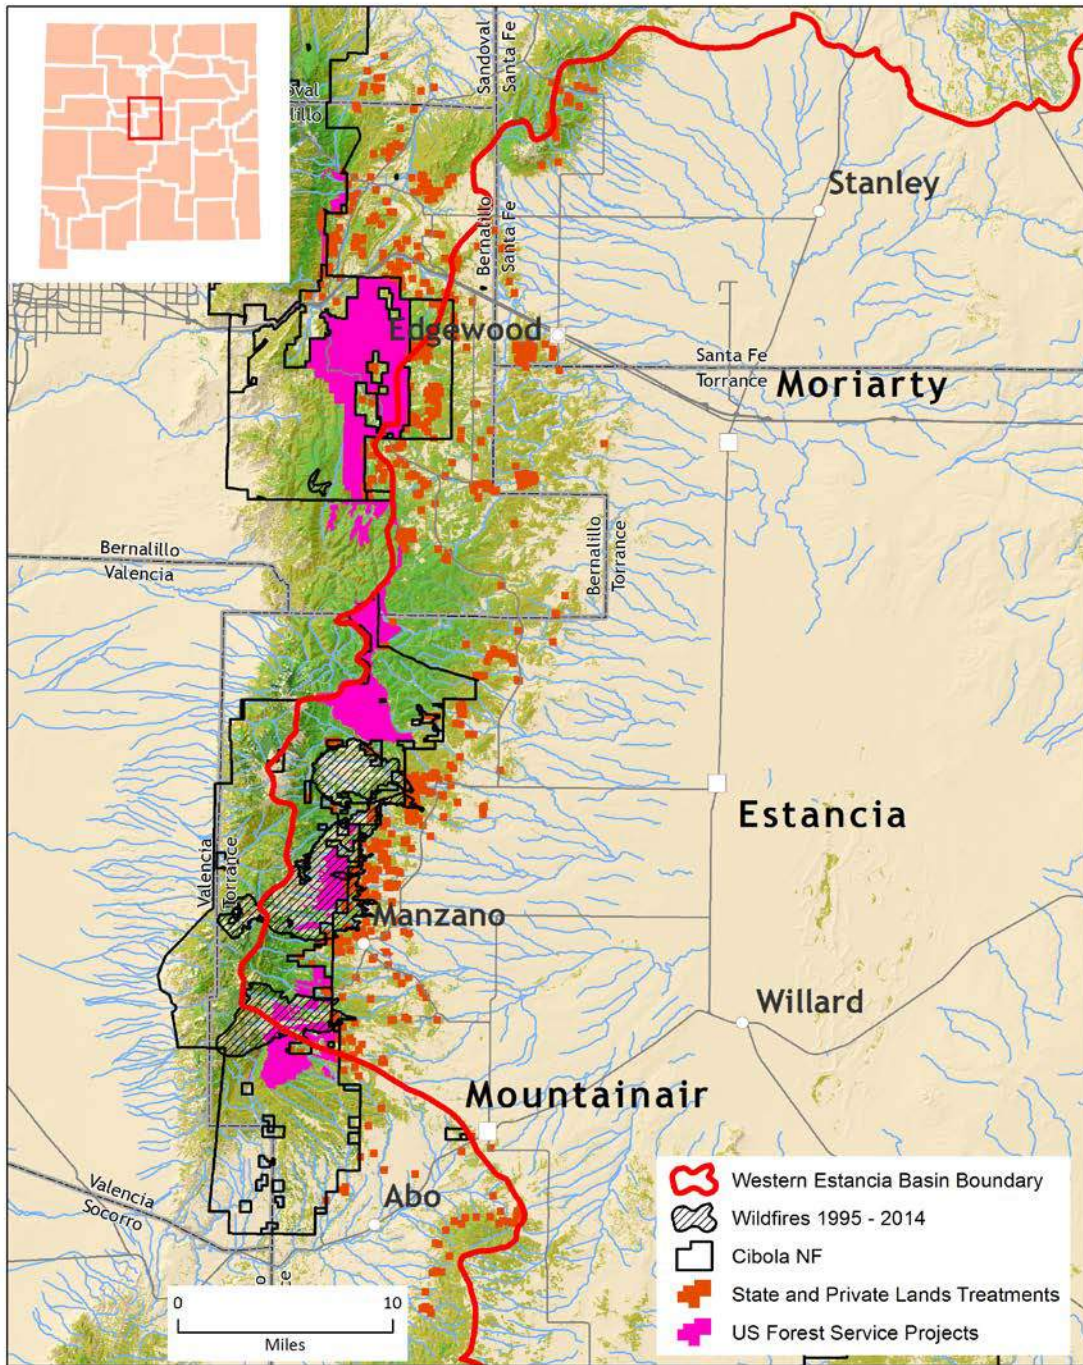 Sandoval
Santa Fe
oval
lillo
Stanley
Bernalillo
Santa Fe
Edgewood
Santa Fe
Torrance
Moriarty
Bernalillo
Valencia
Bernalillo
Torrance
Estancia
Valencia
Torrance
Manzano
Willard
Mountainair
Valencia
Socorro
Abo
0 10
Miles
Western Estancia Basin Boundary
Wildfires 1995 - 2014
Cibola NF
State and Private Lands Treatments
US Forest Service Projects